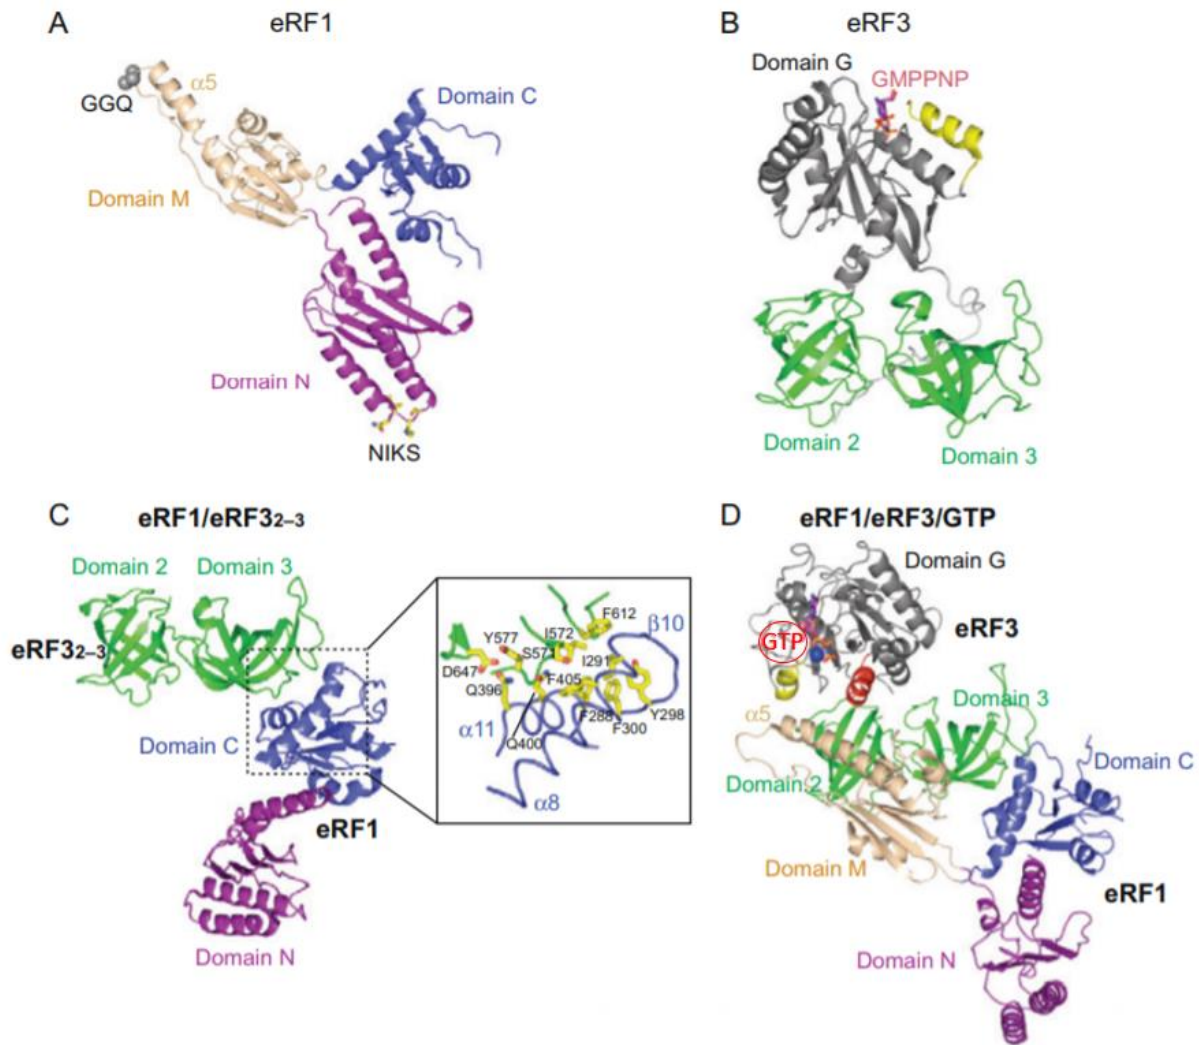 A
eRF1
GGQ
α5
Domain C
Domain M
Domain N
NIKS
B
eRF3
Domain G
GMPPNP
Domain 2
Domain 3
C
eRF1/eRF32–3
Domain 2
Domain 3
eRF32–3
Domain C
eRF1
Domain N
F612
β10
I572
Y577
S571
I291
D647
F405
Q396
Y298
F288
F300
α11
Q400
α8
D
eRF1/eRF3/GTP
Domain G
GTP
eRF3
Domain 3
α5
Domain C
Domain 2
Domain M
eRF1
Domain N